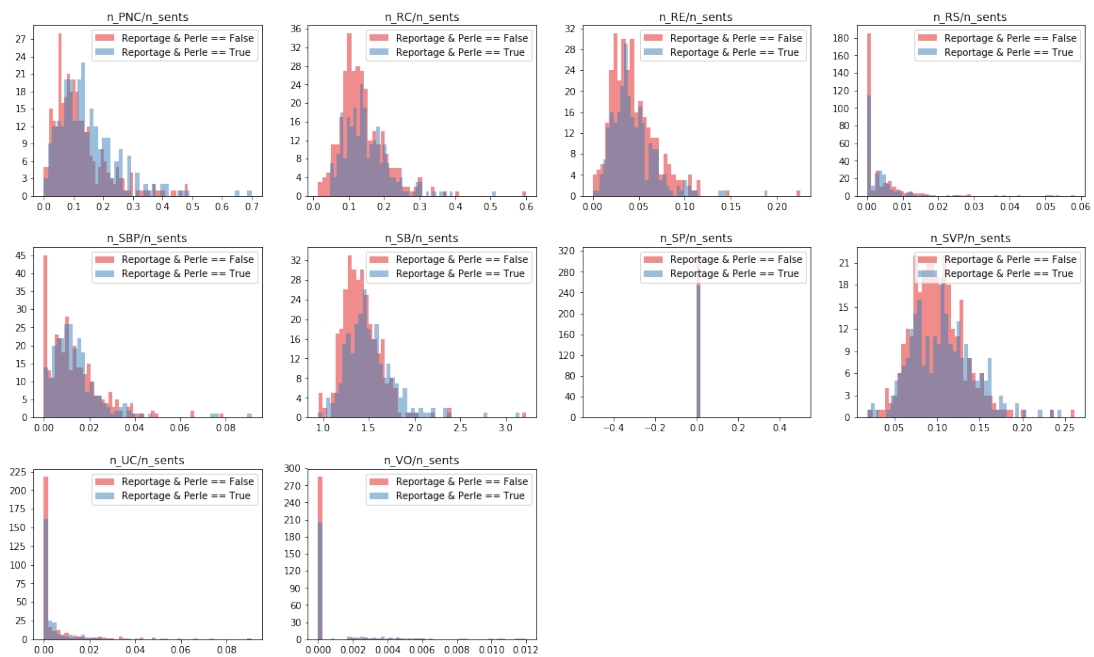 n_PNC/n_sents
Reportage & Perle == False
Reportage & Perle == True
27
24
21
18
15
12
9
6
3
0
0.0 0.1 0.2 0.3 0.4 0.5 0.6 0.7
n_RC/n_sents
Reportage & Perle == False
Reportage & Perle == True
36
32
28
24
20
16
12
8
4
0
0.0 0.1 0.2 0.3 0.4 0.5 0.6
n_RE/n_sents
Reportage & Perle == False
Reportage & Perle == True
32
28
24
20
16
12
8
4
0
0.00 0.05 0.10 0.15 0.20
n_RS/n_sents
Reportage & Perle == False
Reportage & Perle == True
180
160
140
120
100
80
60
40
20
0
0.00 0.01 0.02 0.03 0.04 0.05 0.06
n_SBP/n_sents
Reportage & Perle == False
Reportage & Perle == True
45
40
35
30
25
20
15
10
5
0
0.00 0.02 0.04 0.06 0.08
n_SB/n_sents
Reportage & Perle == False
Reportage & Perle == True
33
30
27
24
21
18
15
12
9
6
3
0
1.0 1.5 2.0 2.5 3.0
n_SP/n_sents
Reportage & Perle == False
Reportage & Perle == True
320
280
240
200
160
120
80
40
0
−0.4 −0.2 0.0 0.2 0.4
n_SVP/n_sents
Reportage & Perle == False
Reportage & Perle == True
21
18
15
12
9
6
3
0
0.05 0.10 0.15 0.20 0.25
n_UC/n_sents
Reportage & Perle == False
Reportage & Perle == True
225
200
175
150
125
100
75
50
25
0
0.00 0.02 0.04 0.06 0.08
n_VO/n_sents
Reportage & Perle == False
Reportage & Perle == True
300
270
240
210
180
150
120
90
60
30
0
0.000 0.002 0.004 0.006 0.008 0.010 0.012